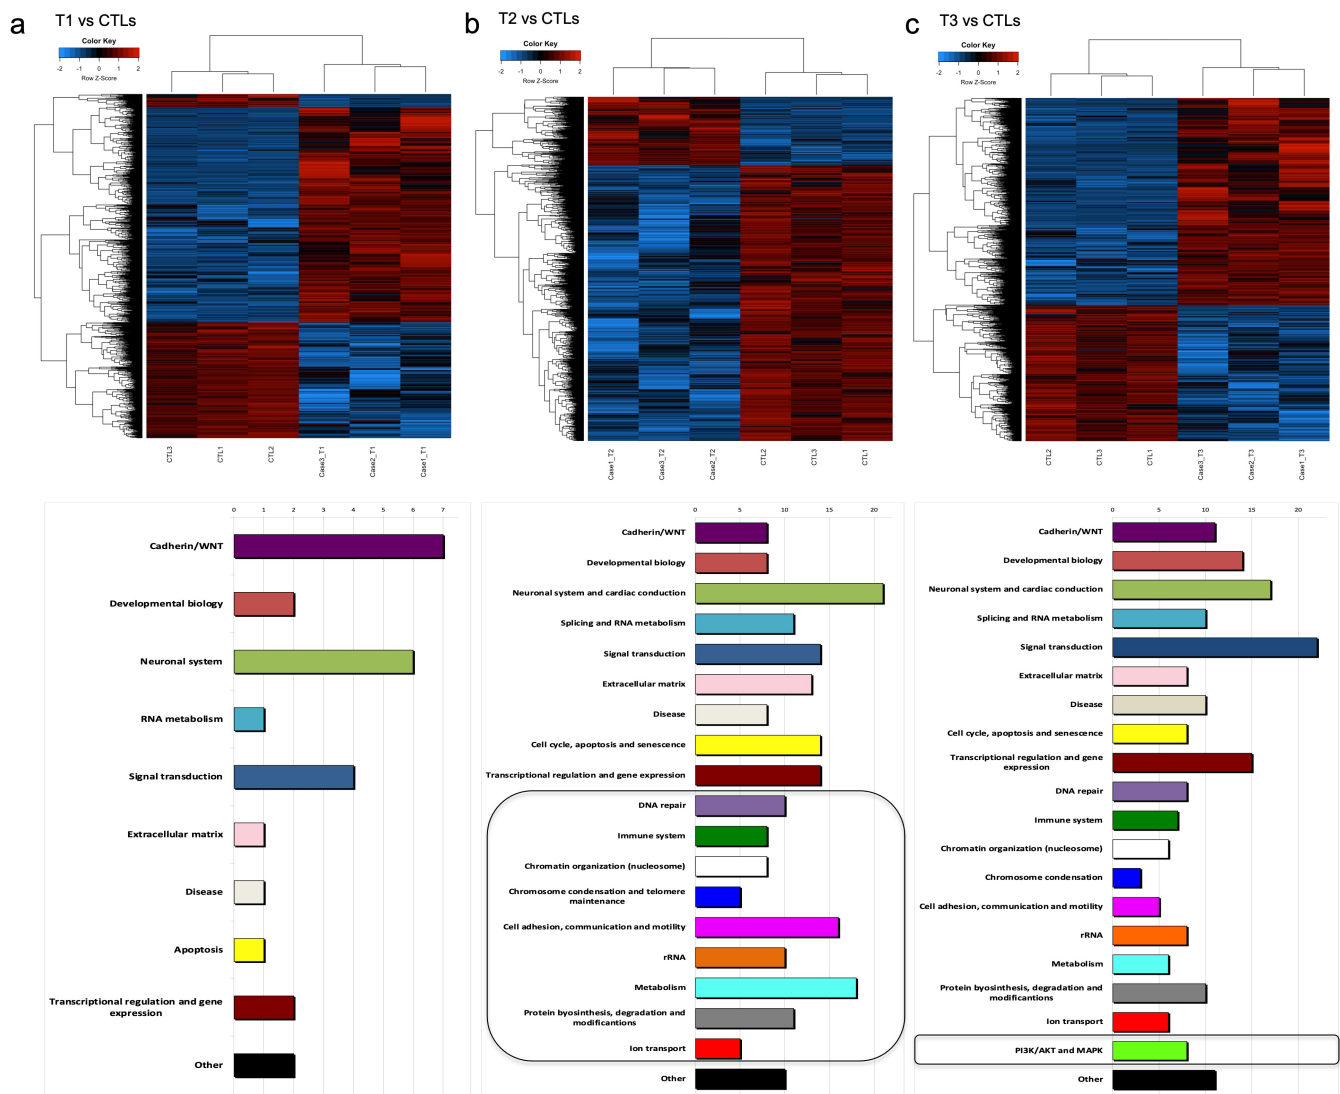 a
T1 vs CTLs
Color Key
-2 -1 0 1 2
Row Z-Score
CTL3
CTL1
CTL2
Case3_T1
Case2_T1
Case1_T1
b
T2 vs CTLs
Color Key
-2 -1 0 1 2
Row Z-Score
Case1_T2
Case3_T2
Case2_T2
CTL2
CTL3
CTL1
c
T3 vs CTLs
Color Key
-2 -1 0 1 2
Row Z-Score
CTL2
CTL3
CTL1
Case3_T3
Case2_T3
Case1_T3
0 1 2 3 4 5 6 7
Cadherin/WNT
Developmental biology
Neuronal system
RNA metabolism
Signal transduction
Extracellular matrix
Disease
Apoptosis
Transcriptional regulation and gene
expression
Other
0 5 10 15 20
Cadherin/WNT
Developmental biology
Neuronal system and cardiac conduction
Splicing and RNA metabolism
Signal transduction
Extracellular matrix
Disease
Cell cycle, apoptosis and senescence
Transcriptional regulation and gene expression
DNA repair
Immune system
Chromatin organization (nucleosome)
Chromosome condensation and telomere
maintenance
Cell adhesion, communication and motility
rRNA
Metabolism
Protein byosinthesis, degradation and
modificantions
Ion transport
Other
0 5 10 15 20
Cadherin/WNT
Developmental biology
Neuronal system and cardiac conduction
Splicing and RNA metabolism
Signal transduction
Extracellular matrix
Disease
Cell cycle, apoptosis and senescence
Transcriptional regulation and gene
expression
DNA repair
Immune system
Chromatin organization (nucleosome)
Chromosome condensation
Cell adhesion, communication and motility
rRNA
Metabolism
Protein byosinthesis, degradation and
modificantions
Ion transport
PI3K/AKT and MAPK
Other